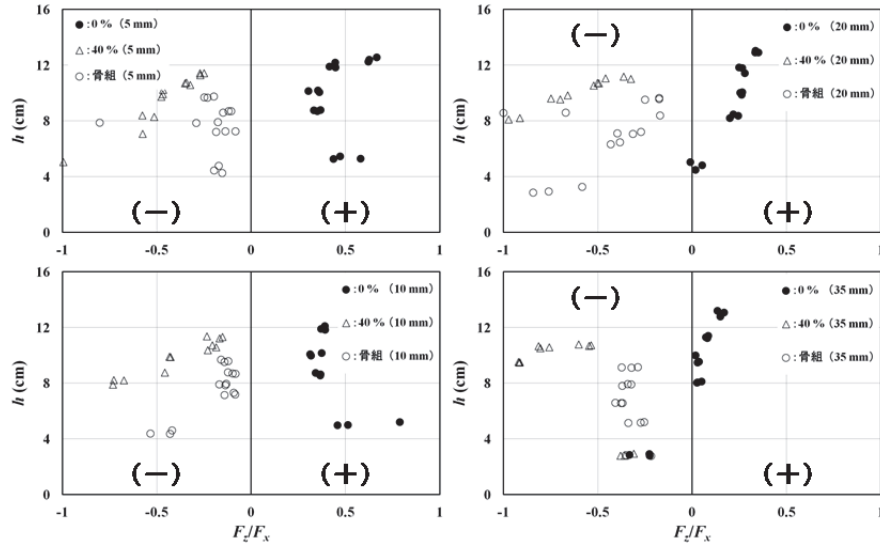 16
12
8
4
0
h (cm)
●:0 % (5 mm)
△:40 % (5 mm)
○:骨組 (5 mm)
(−)
(+)
-1
-0.5
0
0.5
1
16
12
8
4
0
h (cm)
(−)
●:0 % (20 mm)
△:40 % (20 mm)
○:骨組 (20 mm)
(+)
-1
-0.5
0
0.5
1
16
12
8
4
0
h (cm)
●:0 % (10 mm)
△:40 % (10 mm)
○:骨組 (10 mm)
(−)
(+)
-1
-0.5
0
0.5
1
Fz/Fx
16
12
8
4
0
h (cm)
(−)
●:0 % (35 mm)
△:40 % (35 mm)
○:骨組 (35 mm)
(+)
-1
-0.5
0
0.5
1
Fz/Fx